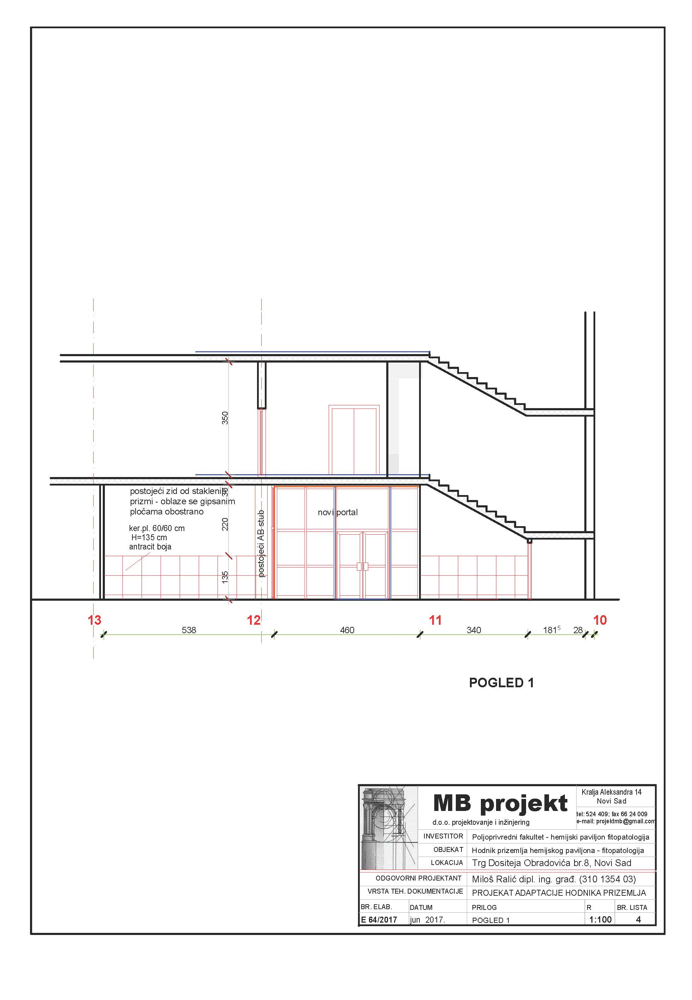 350
postojeći zid od staklenih
prizmi - oblaze se gipsanim
pločama obostrano
30
novi portal
220
ker.pl. 60/60 cm
H=135 cm
antracit boja
postojeći AB stub
135
13
12
11
10
538
460
340
181⁵
28
POGLED 1
MB projekt
d.o.o. projektovanje i inžinjering
Kralja Aleksandra 14
Novi Sad
tel: 524 409; fax 66 24 009
e-mail: projektmb@gmail.com
INVESTITOR Poljoprivredni fakultet - hemijski paviljon fitopatologija
OBJEKAT Hodnik prizemlja hemijskog paviljona - fitopatologija
LOKACIJA Trg Dositeja Obradovića br.8, Novi Sad
ODGOVORNI PROJEKTANT Miloš Ralić dipl. ing. građ. (310 1354 03)
VRSTA TEH. DOKUMENTACIJE PROJEKAT ADAPTACIJE HODNIKA PRIZEMLJA
BR. ELAB. DATUM PRILOG R BR. LISTA
E 64/2017 jun 2017. POGLED 1 1:100 4